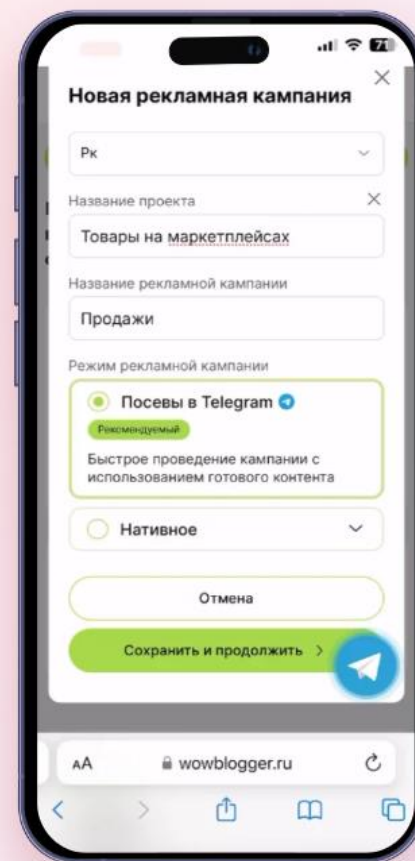 71
Новая рекламная кампания
Рк
Название проекта
Товары на маркетплейсах
Название рекламной кампании
Продажи
Режим рекламной кампании
Посевы в Telegram
Рекомендуемый
Быстрое проведение кампании с
использованием готового контента
Нативное
Отмена
Сохранить и продолжить
AA wowblogger.ru